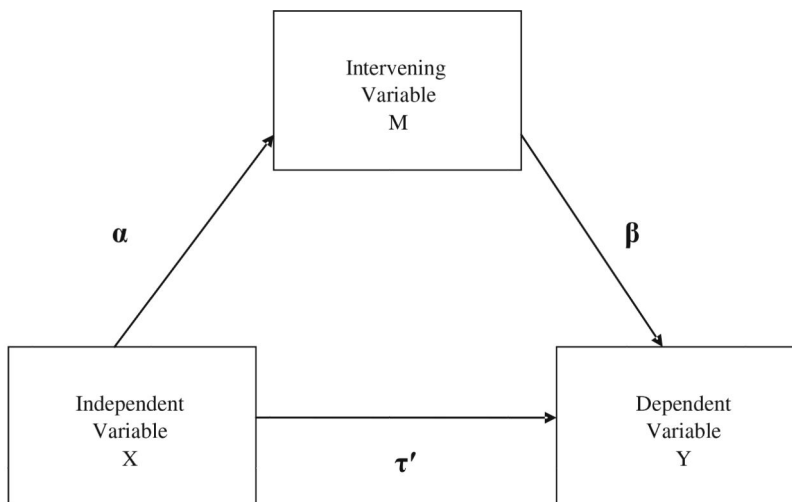 Intervening
Variable
M
α
β
Independent
Variable
X
τ′
Dependent
Variable
Y